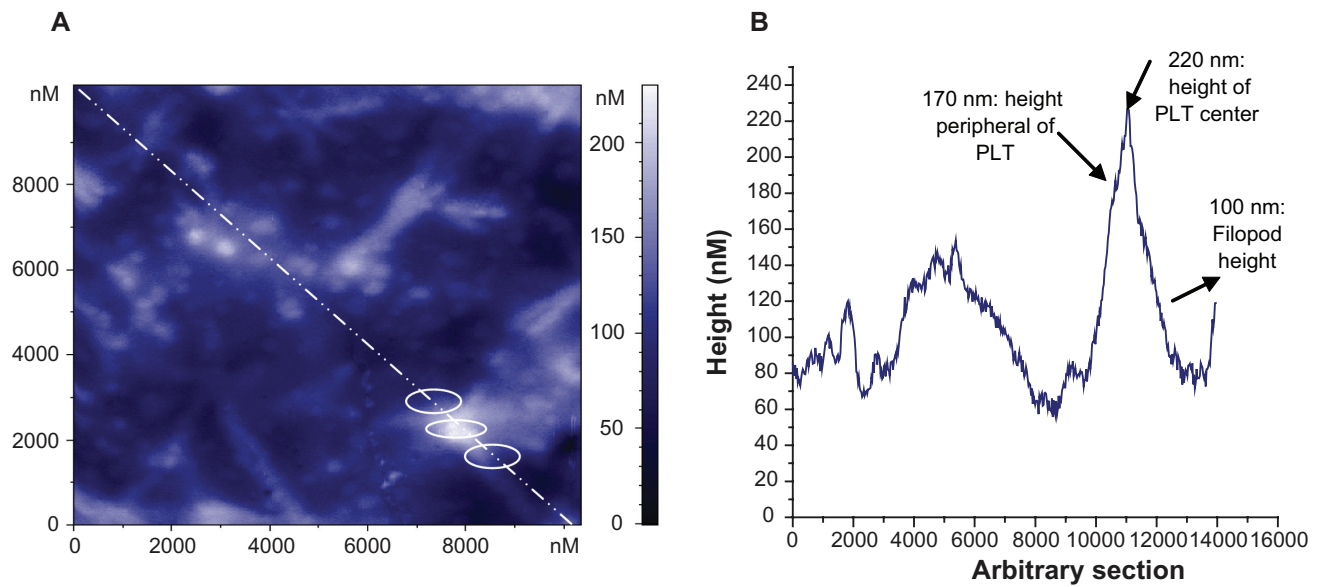 A
nM
8000
6000
4000
2000
0
0 2000 4000 6000 8000 nM
nM
200
150
100
50
0
B
Height (nM)
240
220
200
180
160
140
120
100
80
60
40
20
0
0 2000 4000 6000 8000 10000 12000 14000 16000
Arbitrary section
170 nm: height
peripheral of
PLT
220 nm:
height of
PLT center
100 nm:
Filopod
height